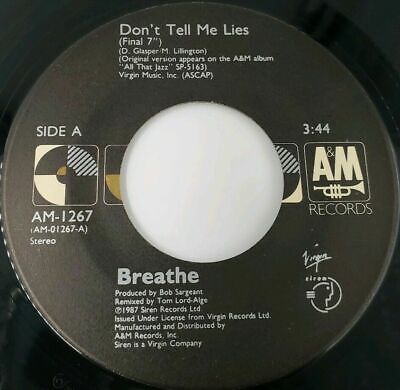 Don't Tell Me Lies
(Final 7")
(D. Glasper-M. Lillington)
(Original version appears on the A&M album
"All That Jazz" SP-5163)
Virgin Music, Inc. (ASCAP)
SIDE A
3:44
A&M
RECORDS
AM-1267
(AM-01267-A)
Stereo
Breathe
Produced by Bob Sargeant
Remixed by Tom Lord-Alge
℗1987 Siren Records Ltd
Issued Under License from Virgin Records Ltd.
Manufactured and Distributed by
A&M Records, Inc.
Siren is a Virgin Company
Virgin
siren